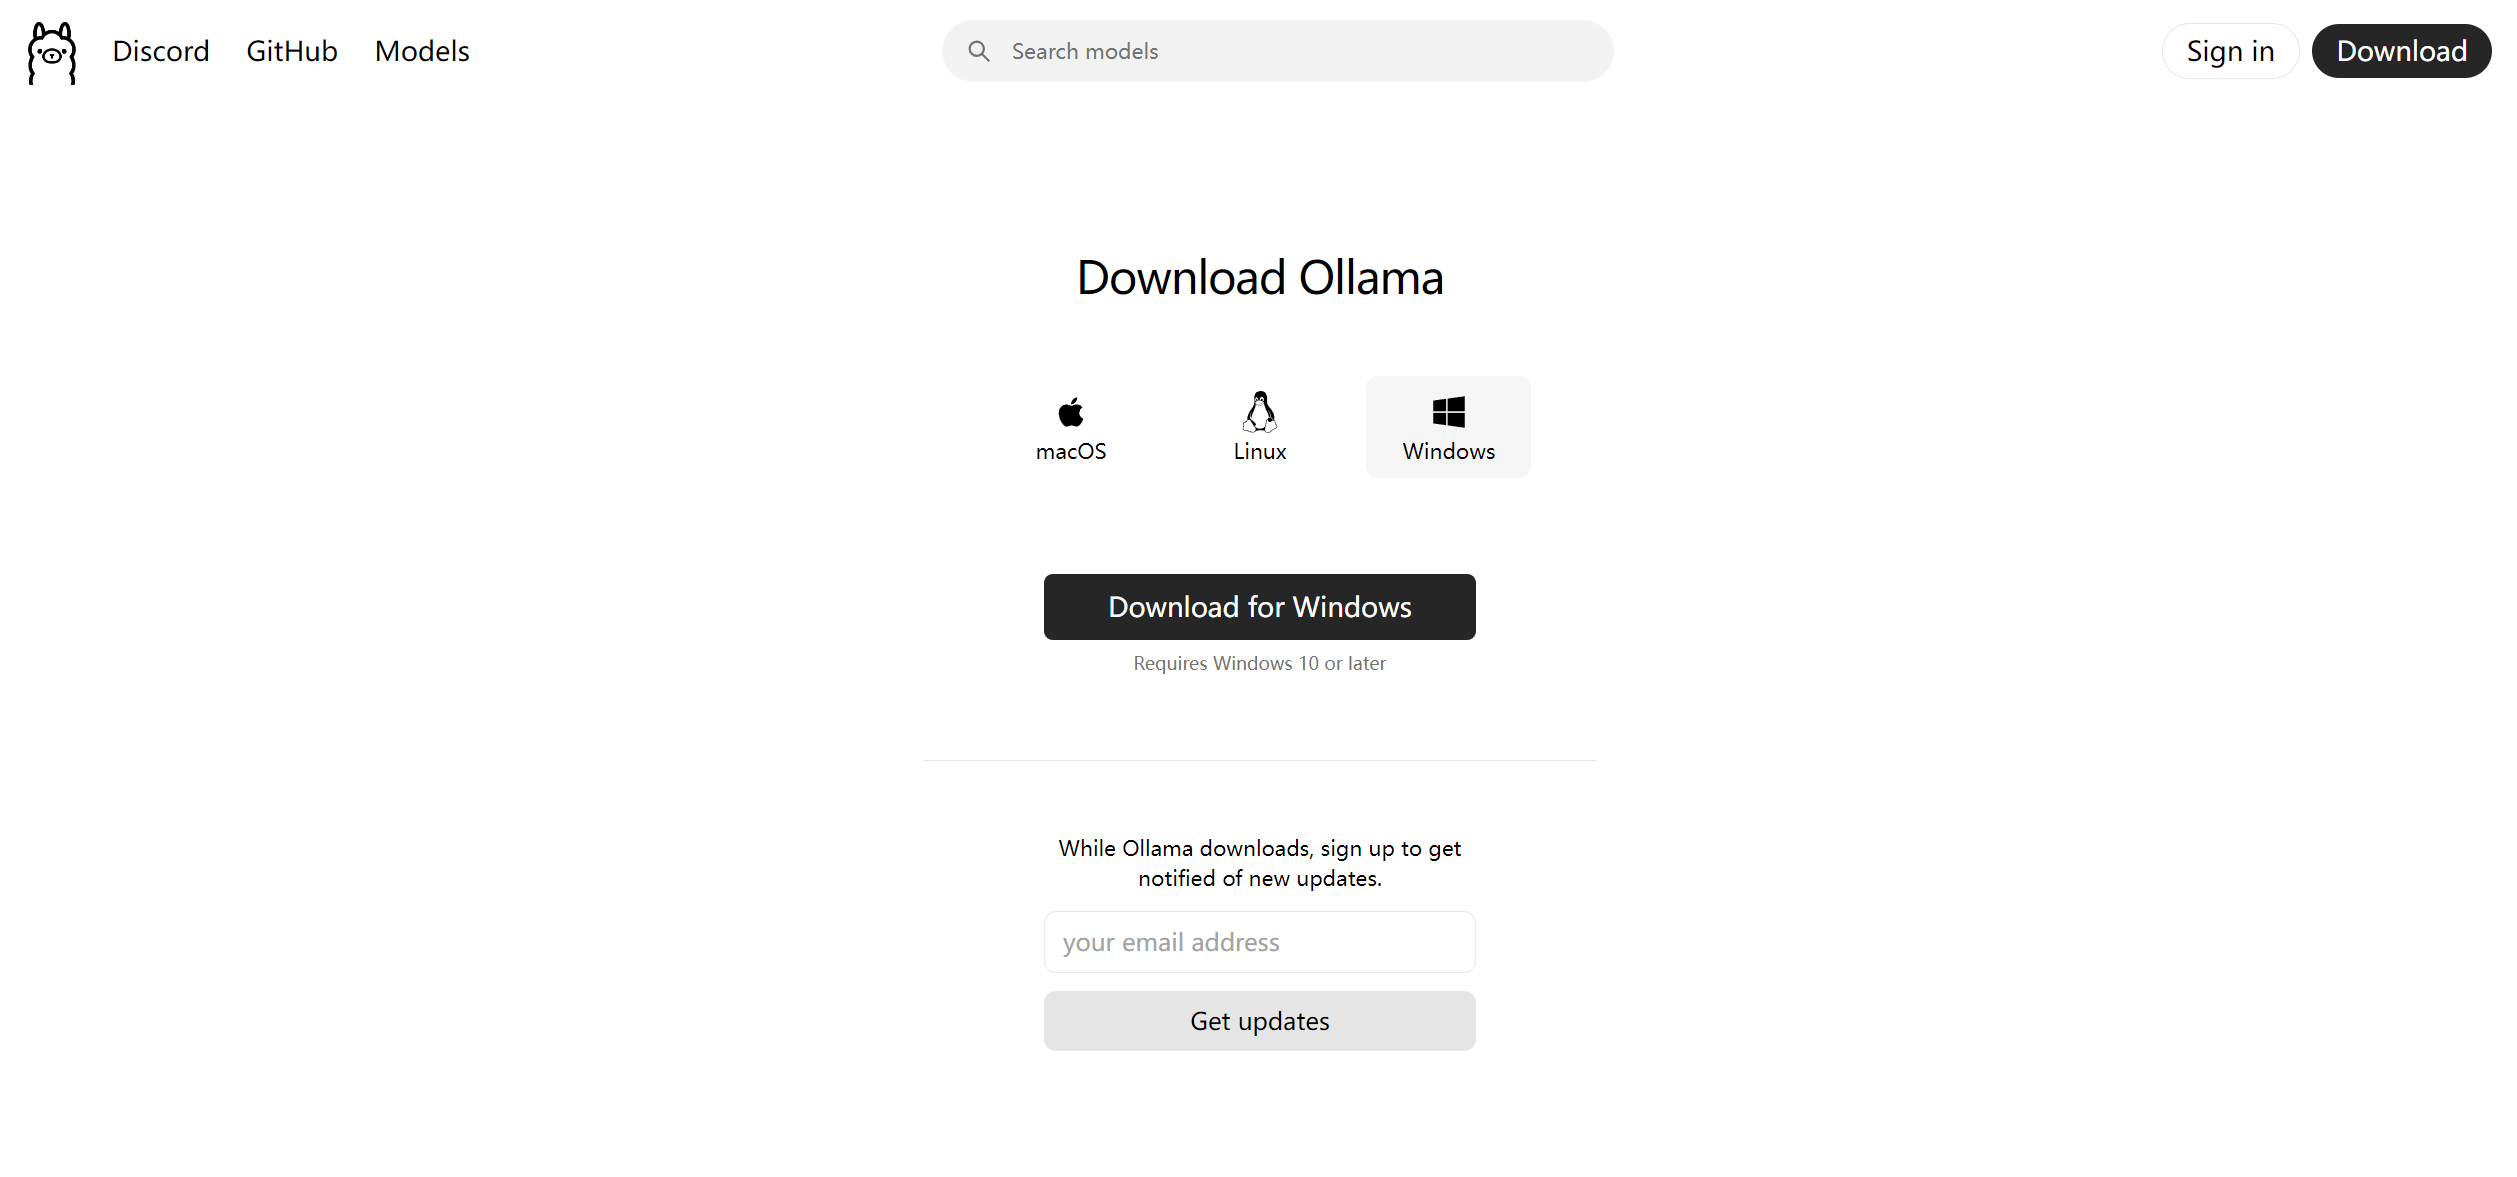 Discord
GitHub
Models
Search models
Sign in
Download
Download Ollama
macOS
Linux
Windows
Download for Windows
Requires Windows 10 or later
While Ollama downloads, sign up to get
notified of new updates.
your email address
Get updates